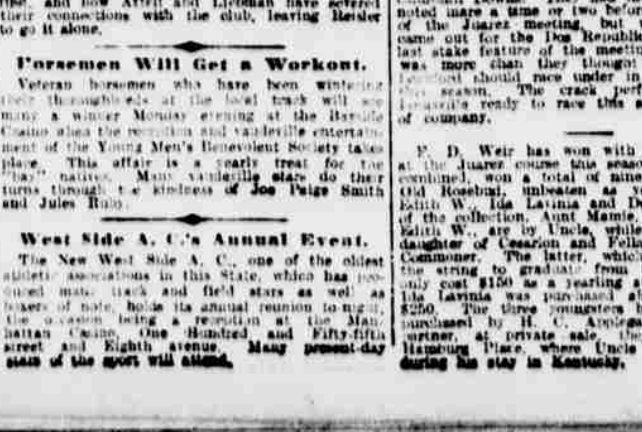 their connections with the club, leaving Reisler
to go it alone.
Horsemen Will Get a Workout.
Veteran horsemen who have been wintering
their thoroughbreds at the local track will see
many a winter Monday evening at the Bayside
Casino when the reception and vaudeville entertain-
ment of the Young Men's Benevolent Society takes
place. This affair is a yearly treat for the
"bay" natives. Many vaudeville stars do their
turns through the kindness of Joe Paige Smith
and Jules Ruby.
West Side A. C.'s Annual Event.
The New West Side A. C., one of the oldest
athletic associations in this State, which has pro-
duced many track and field stars as well as
boxers of note, holds its annual reunion to-night,
the occasion being a reception at the Man-
hattan Casino, One Hundred and Fifty-fifth
street and Eighth avenue. Many present-day
stars of the sport will attend.
noted mare a time or two
of the Juarez meeting, but
came out for the Dos
last stake feature of the
was more than they thought
should race under
this season. The crack
ready to race this
of company.
F. D. Weir has won with
at the Juarez course this
combined, won a total of nine
Old Rosebud, unbeaten as
Edith W., Ida Lavinia and
of the collection, Aunt Mamie,
Edith W., are by Uncle, while
daughter of Cesarion and
Commoner. The latter, which
the string to graduate from
only cost $150 as a yearling
Ida Lavinia was purchased
$250. The three youngsters
purchased by H. C.
partner, at private sale,
Hamburg Place, where Uncle
during his stay in Kentucky.